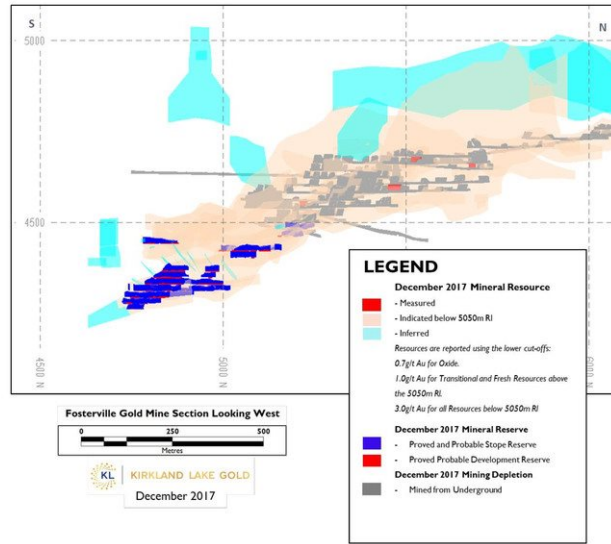 S
N
5000
4500
4500 N
5000 N
6000 N
LEGEND
December 2017 Mineral Resource
- Measured
- Indicated below 5050m Rl
- Inferred
Resources are reported using the lower cut-offs:
0.7g/t Au for Oxide.
1.0g/t Au for Transitional and Fresh Resources above
the 5050m RL
3.0g/t Au for all Resources below 5050m Rl
December 2017 Mineral Reserve
- Proved and Probable Stope Reserve
- Proved Probable Development Reserve
December 2017 Mining Depletion
- Mined from Underground
Fosterville Gold Mine Section Looking West
0 250 500
Metres
KL KIRKLAND LAKE GOLD
December 2017